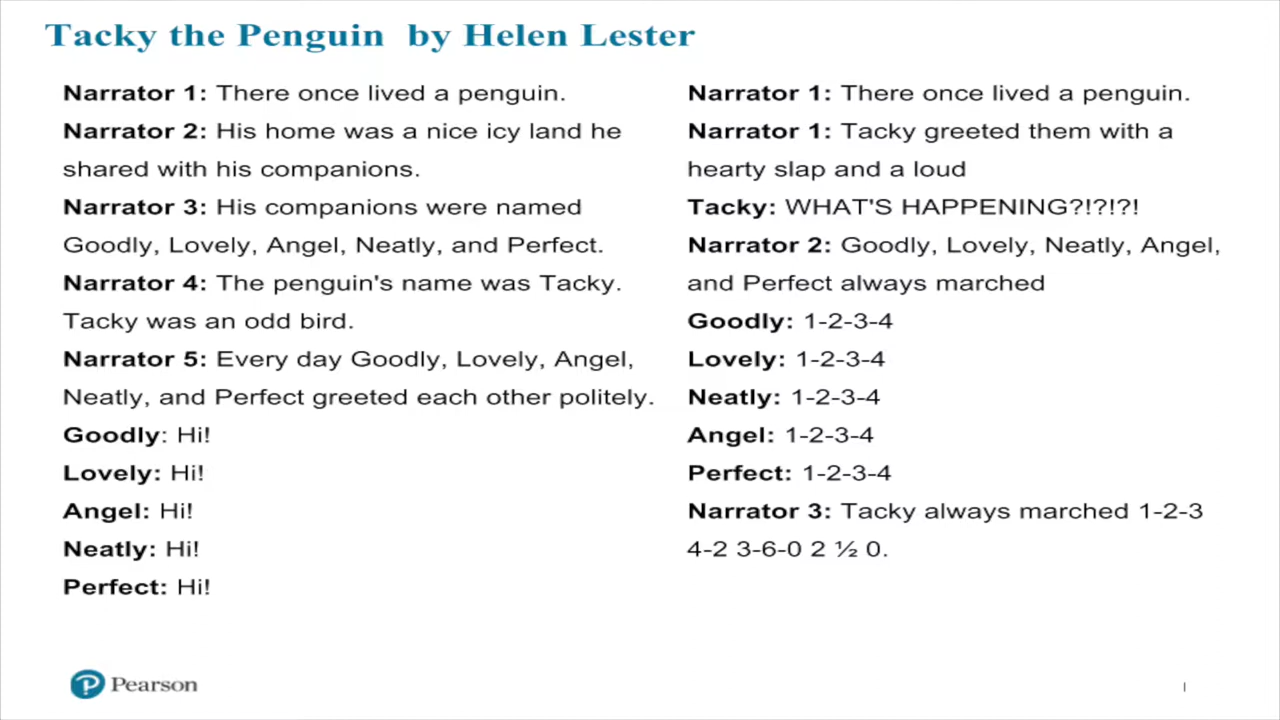 Tacky the Penguin by Helen Lester
Narrator 1: There once lived a penguin.
Narrator 2: His home was a nice icy land he
shared with his companions.
Narrator 3: His companions were named
Goodly, Lovely, Angel, Neatly, and Perfect.
Narrator 4: The penguin's name was Tacky.
Tacky was an odd bird.
Narrator 5: Every day Goodly, Lovely, Angel,
Neatly, and Perfect greeted each other politely.
Goodly: Hi!
Lovely: Hi!
Angel: Hi!
Neatly: Hi!
Perfect: Hi!
Narrator 1: There once lived a penguin.
Narrator 1: Tacky greeted them with a
hearty slap and a loud
Tacky: WHAT'S HAPPENING?!?!?!
Narrator 2: Goodly, Lovely, Neatly, Angel,
and Perfect always marched
Goodly: 1-2-3-4
Lovely: 1-2-3-4
Neatly: 1-2-3-4
Angel: 1-2-3-4
Perfect: 1-2-3-4
Narrator 3: Tacky always marched 1-2-3
4-2 3-6-0 2 ½ 0.
Pearson